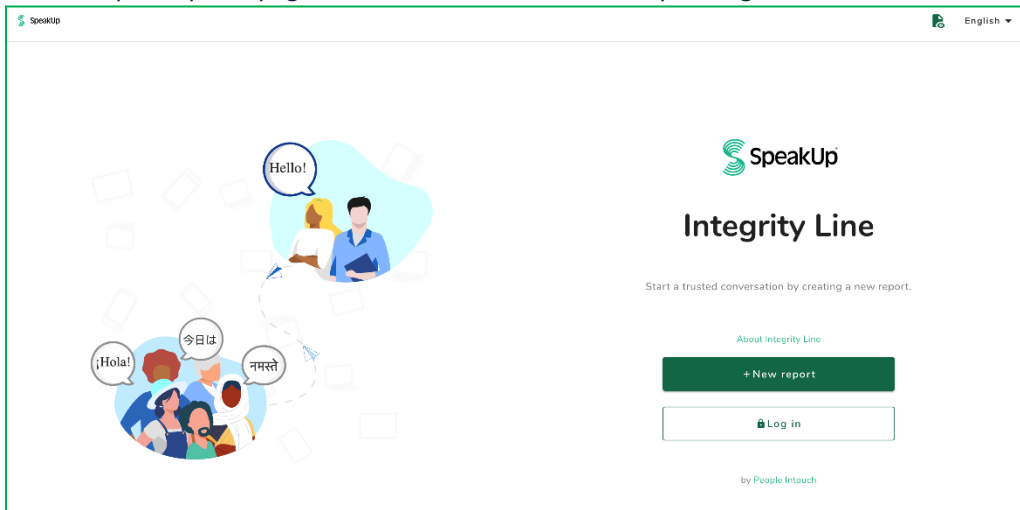 SpeakUp
English
Hello!
SpeakUp
Integrity Line
Start a trusted conversation by creating a new report.
今日は
¡Hola!
नमस्ते
About Integrity Line
+New report
Log in
by People Intouch